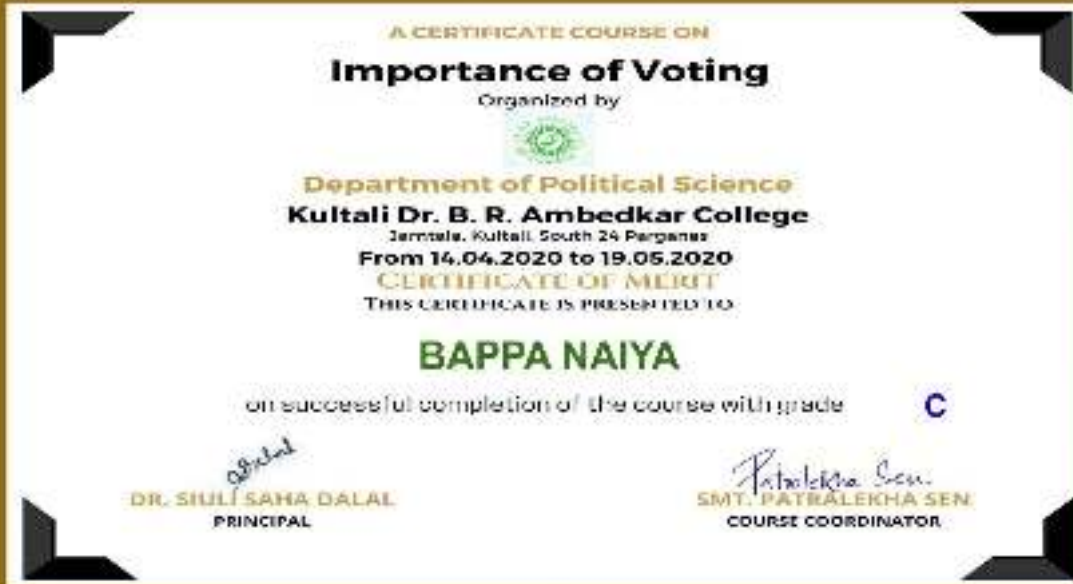 A CERTIFICATE COURSE ON
Importance of Voting
Organized by
Department of Political Science
Kultali Dr. B. R. Ambedkar College
Jamtala, Kultali, South 24 Parganas
From 14.04.2020 to 19.05.2020
CERTIFICATE OF MERIT
THIS CERTIFICATE IS PRESENTED TO
BAPPA NAIYA
on successful completion of the course with grade C
Patralekha Sen.
DR. SIULI SAHA DALAL SMT. PATRALEKHA SEN
PRINCIPAL COURSE COORDINATOR